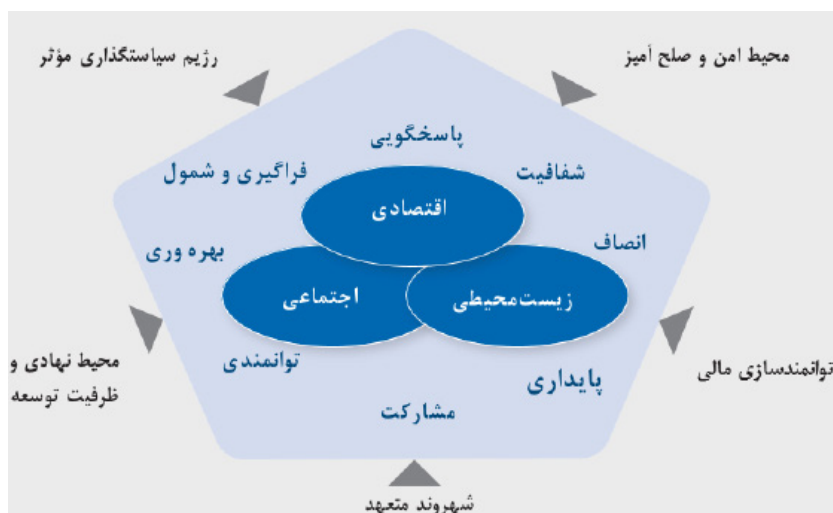 محیط امن و صلح آمیز
رژیم سیاستگذاری مؤثر
پاسخگویی
شفافیت
فراگیری و شمول
اقتصادی
انصاف
بهره وری
زیست‌محیطی
اجتماعی
توانمندسازی مالی
محیط نهادی و
ظرفیت توسعه
توانمندی
پایداری
مشارکت
شهروند متعهد